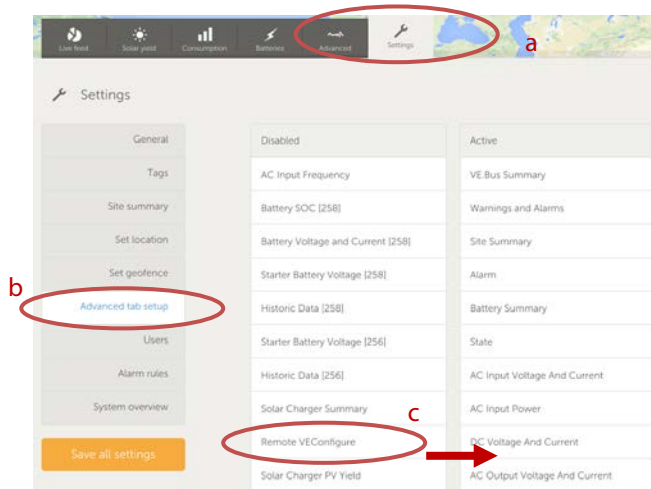 Live feed Solar yield Consumption Batteries Advanced Settings a
Settings
General
Tags
Site summary
Set location
Set geofence
b
Advanced tab setup
Users
Alarm rules
System overview
Save all settings
Disabled
AC Input Frequency
Battery SOC [258]
Battery Voltage and Current [258]
Starter Battery Voltage [258]
Historic Data [258]
Starter Battery Voltage [256]
Historic Data [256]
Solar Charger Summary
c
Remote VEConfigure
Solar Charger PV Yield
Active
VE.Bus Summary
Warnings and Alarms
Site Summary
Alarm
Battery Summary
State
AC Input Voltage And Current
AC Input Power
DC Voltage And Current
AC Output Voltage And Current